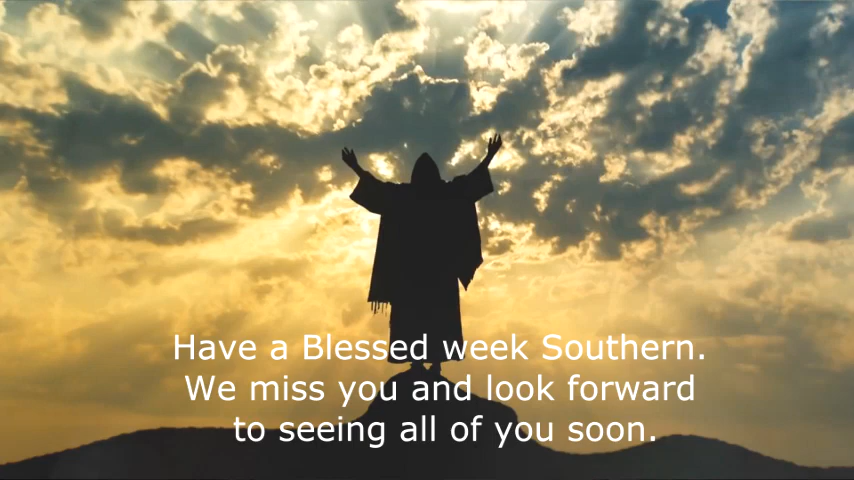 Have a Blessed week Southern.
We miss you and look forward
to seeing all of you soon.